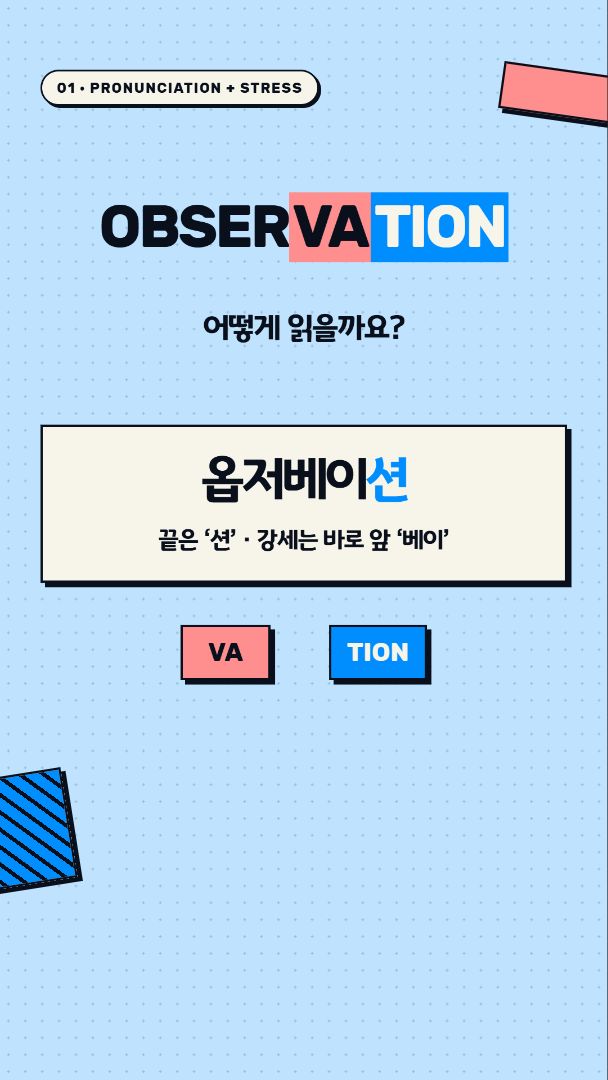 01 • PRONUNCIATION + STRESS
OBSERVATION
어떻게 읽을까요?
옵저베이션
끝은 ‘션’ · 강세는 바로 앞 ‘베이’
VA
TION